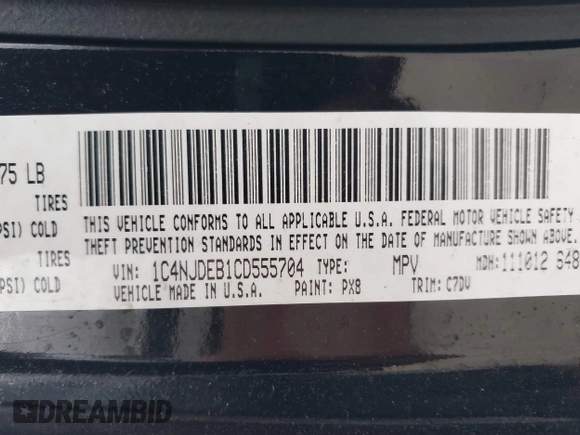 75 LB
TIRES
PSI) COLD
TIRES
PSI) COLD
THIS VEHICLE CONFORMS TO ALL APPLICABLE U.S.A. FEDERAL MOTOR VEHICLE SAFETY
THEFT PREVENTION STANDARDS IN EFFECT ON THE DATE OF MANUFACTURE SHOWN ABOVE.
VIN: 1C4NJDEB1CD555704 TYPE: MPV MDH: 111012 648
VEHICLE MADE IN U.S.A. PAINT: PX8 TRIM: C7DV
DREAMBID